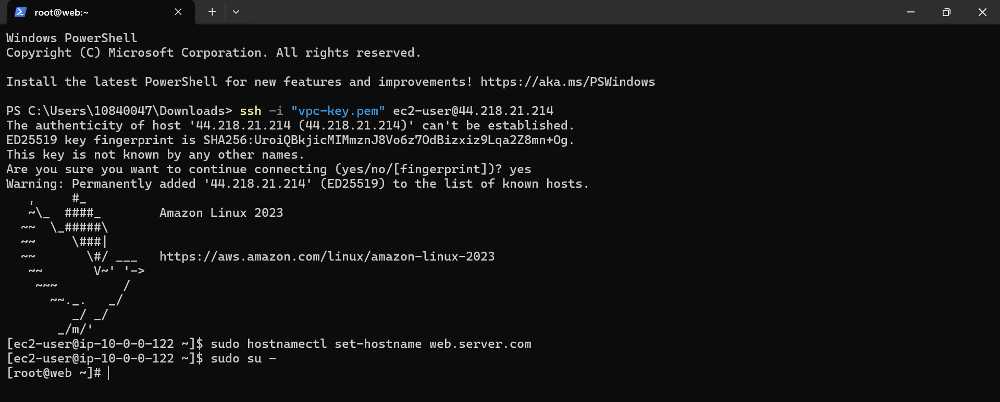 root@web:~
Windows PowerShell
Copyright (C) Microsoft Corporation. All rights reserved.
Install the latest PowerShell for new features and improvements! https://aka.ms/PSWindows
PS C:\Users\10840047\Downloads> ssh -i "vpc-key.pem" ec2-user@44.218.21.214
The authenticity of host '44.218.21.214 (44.218.21.214)' can't be established.
ED25519 key fingerprint is SHA256:UroiQBkjicMIMmznJ8Vo6z7OdBizxiz9Lqa2Z8mn+Og.
This key is not known by any other names.
Are you sure you want to continue connecting (yes/no/[fingerprint])? yes
Warning: Permanently added '44.218.21.214' (ED25519) to the list of known hosts.
   ,     #_
   ~\_  ####_        Amazon Linux 2023
  ~~  \_#####\
  ~~     \###|
  ~~       \#/ ___   https://aws.amazon.com/linux/amazon-linux-2023
   ~~       V~' '->
    ~~~         /
      ~~._.   _/
         _/ _/
       _/m/'
[ec2-user@ip-10-0-0-122 ~]$ sudo hostnamectl set-hostname web.server.com
[ec2-user@ip-10-0-0-122 ~]$ sudo su -
[root@web ~]#